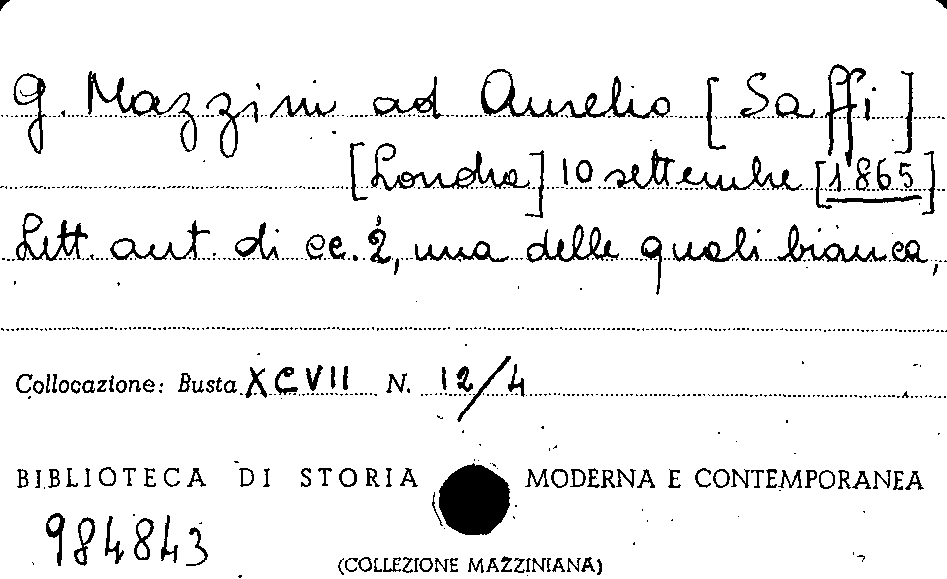 G. Mazzini ad Aurelio [Saffi]
[Londra] 10 settembre [1865]
Lett. aut. di cc. 2, una delle quali bianca,
Collocazione: Busta XCVII N. 12/4
BIBLIOTECA DI STORIA MODERNA E CONTEMPORANEA
984843
(COLLEZIONE MAZZINIANA)